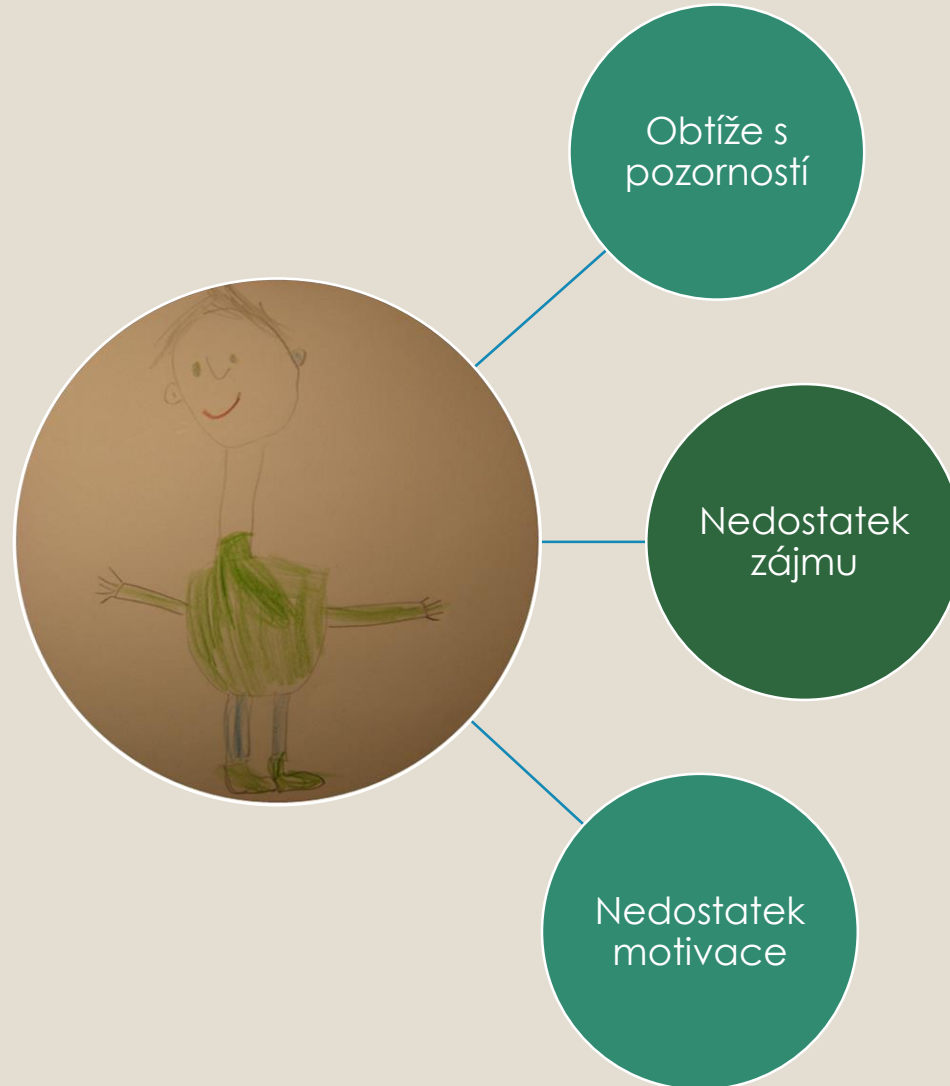 Obtíže s
pozorností
Nedostatek
zájmu
Nedostatek
motivace